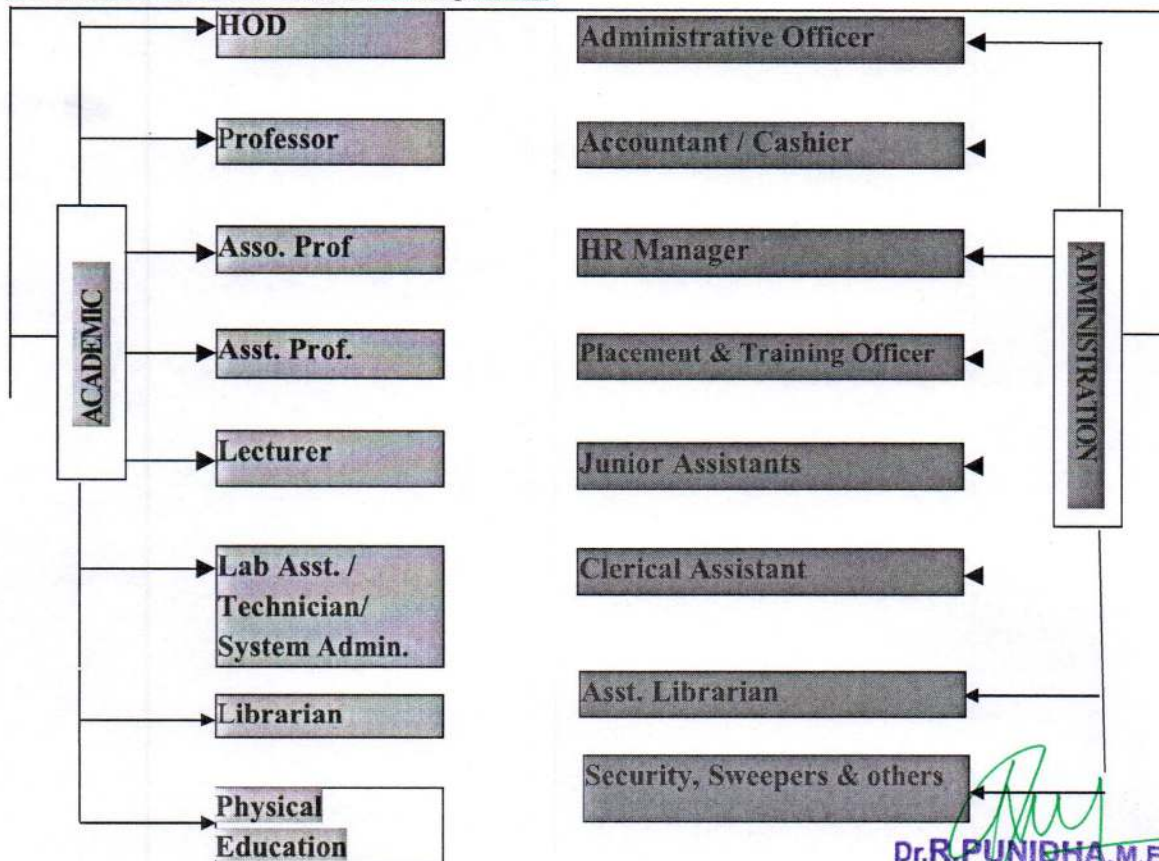 HOD
Professor
Asso. Prof
Asst. Prof.
Lecturer
Lab Asst. /
Technician/
System Admin.
Librarian
Physical
Education
ACADEMIC
Administrative Officer
Accountant / Cashier
HR Manager
Placement & Training Officer
Junior Assistants
Clerical Assistant
Asst. Librarian
Security, Sweepers & others
ADMINISTRATION
Dr.R.PUNIDHA.M.E